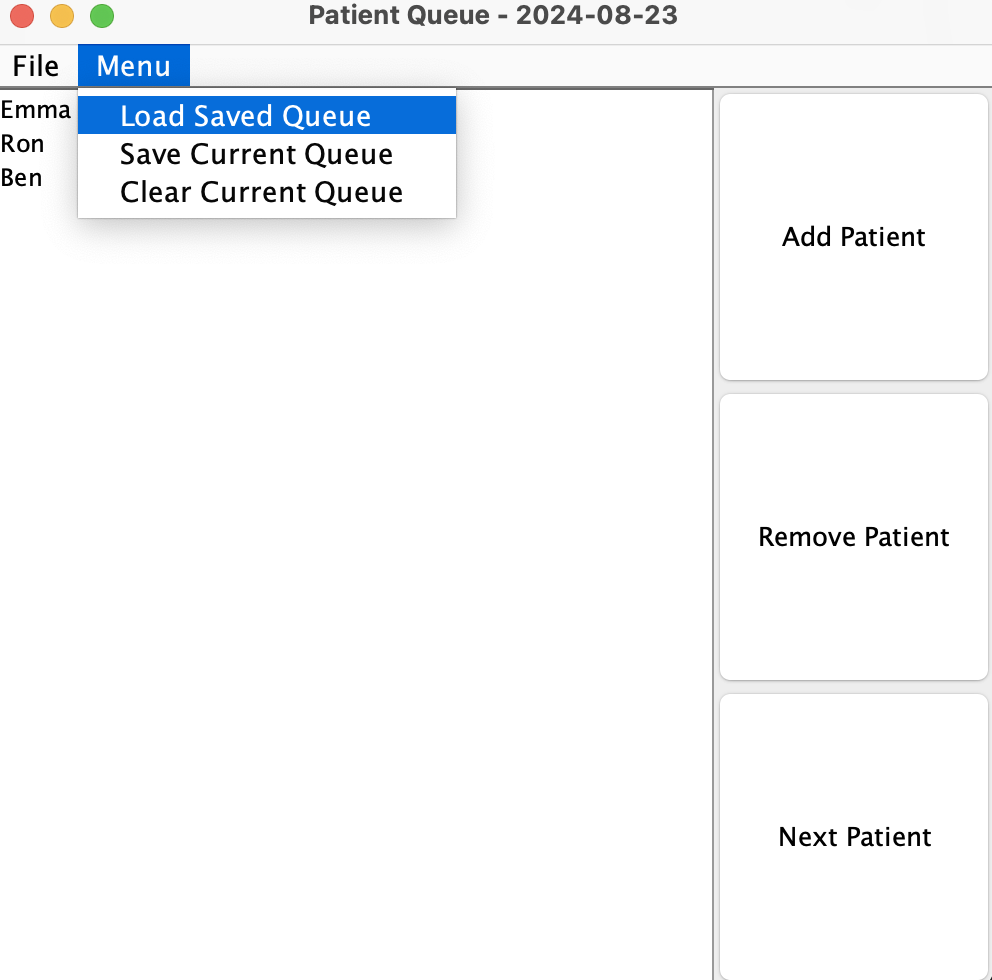 Patient Queue - 2024-08-23
File Menu
Emma
Ron
Ben
Load Saved Queue
Save Current Queue
Clear Current Queue
Add Patient
Remove Patient
Next Patient